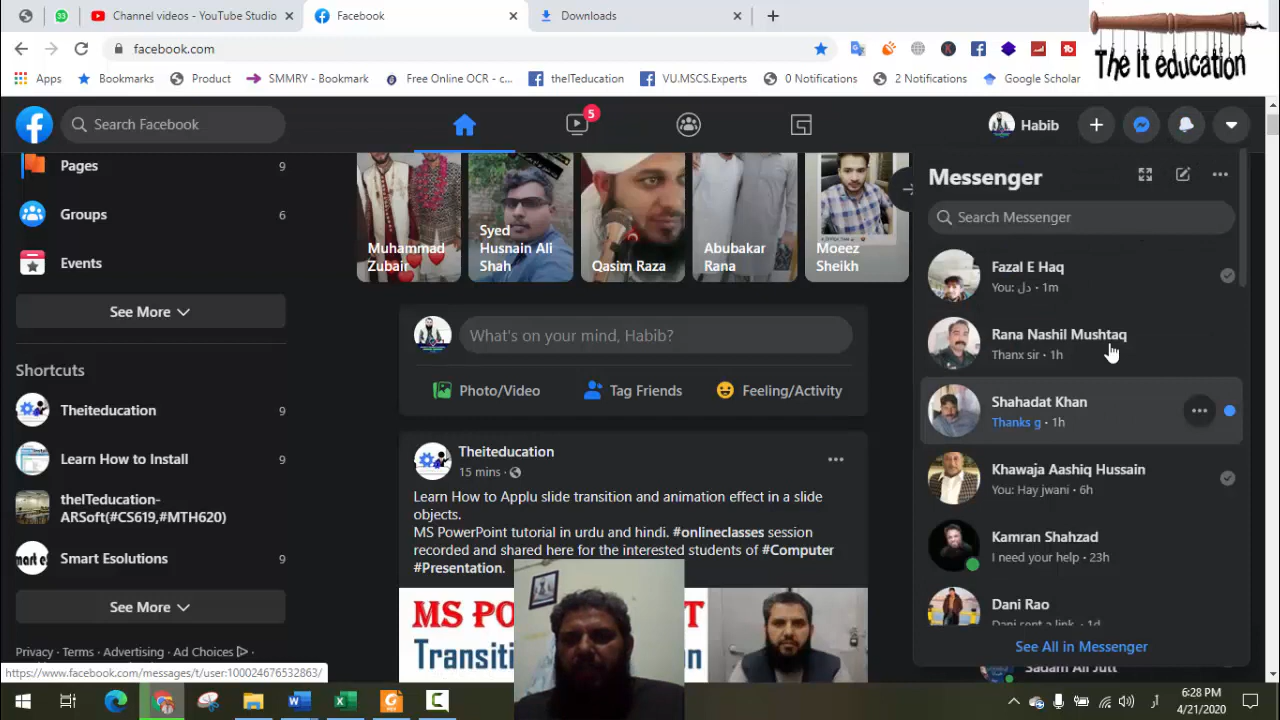 33
Channel videos - YouTube Studio
Facebook
Downloads
The It education
facebook.com
Apps
Bookmarks
Product
SMMRY - Bookmark
Free Online OCR - c...
theITeducation
VU.MSCS.Experts
0 Notifications
2 Notifications
Google Scholar
Search Facebook
5
Habib
Pages
9
Groups
6
Events
See More
Shortcuts
Theiteducation
9
Learn How to Install
9
theITeducation-
ARSoft(#CS619,#MTH620)
Smart Esolutions
9
See More
Privacy · Terms · Advertising · Ad Choices
https://www.facebook.com/messages/t/user:100024676532863/
Muhammad
Zubair
Syed
Husnain Ali
Shah
Qasim Raza
Abubakar
Rana
Moeez
Sheikh
What's on your mind, Habib?
Photo/Video
Tag Friends
Feeling/Activity
Theiteducation
15 mins ·
Learn How to Applu slide transition and animation effect in a slide
objects.
MS PowerPoint tutorial in urdu and hindi. #onlineclasses session
recorded and shared here for the interested students of #Computer
#Presentation.
MS PO
Transiti
Messenger
Search Messenger
Fazal E Haq
You: دل · 1m
Rana Nashil Mushtaq
Thanx sir · 1h
Shahadat Khan
Thanks g · 1h
Khawaja Aashiq Hussain
You: Hay jwani · 6h
Kamran Shahzad
I need your help · 23h
Dani Rao
Dani sent a link. · 1d
See All in Messenger
Sadam Ali Jutt
6:28 PM
4/21/2020